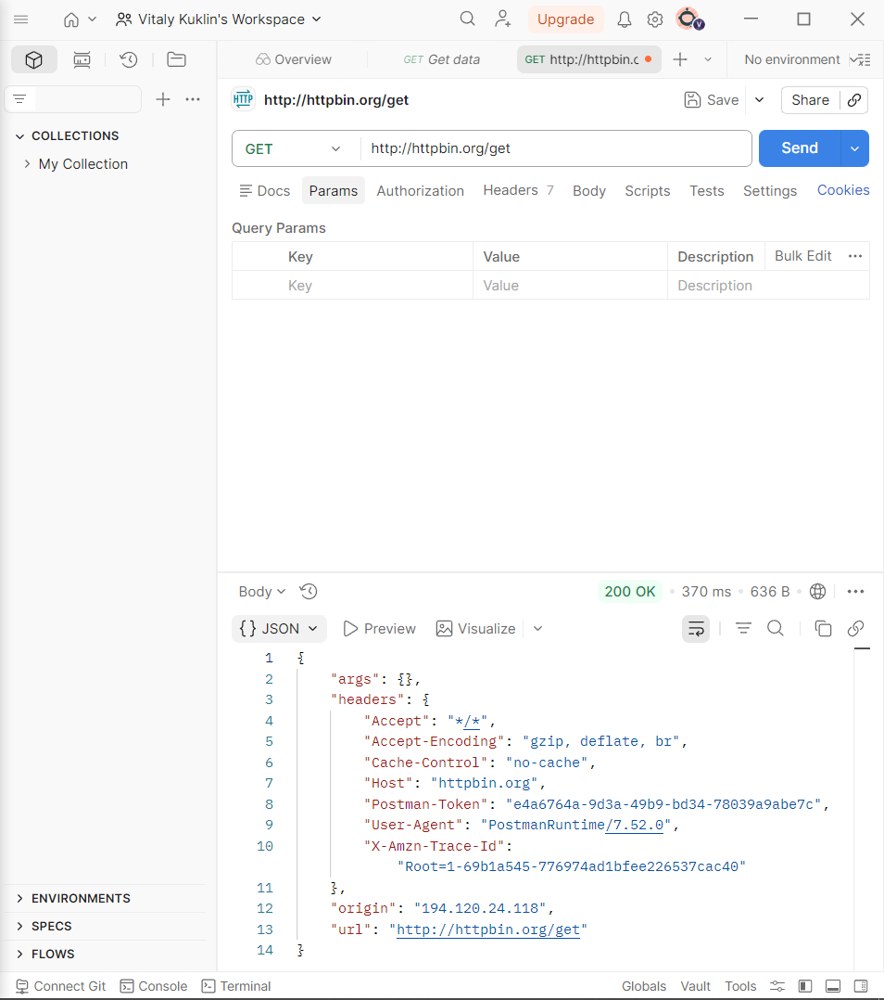 Vitaly Kuklin's Workspace
Upgrade
V
Overview
GET Get data
GET http://httpbin.c
No environment
COLLECTIONS
My Collection
HTTP http://httpbin.org/get
Save
Share
GET
http://httpbin.org/get
Send
Docs Params Authorization Headers 7 Body Scripts Tests Settings Cookies
Query Params
Key Value Description Bulk Edit
Key Value Description
Body 200 OK 370 ms 636 B
{} JSON Preview Visualize
1 {
2 "args": {},
3 "headers": {
4 "Accept": "*/*",
5 "Accept-Encoding": "gzip, deflate, br",
6 "Cache-Control": "no-cache",
7 "Host": "httpbin.org",
8 "Postman-Token": "e4a6764a-9d3a-49b9-bd34-78039a9abe7c",
9 "User-Agent": "PostmanRuntime/7.52.0",
10 "X-Amzn-Trace-Id":
"Root=1-69b1a545-776974ad1bfee226537cac40"
11 },
12 "origin": "194.120.24.118",
13 "url": "http://httpbin.org/get"
14 }
ENVIRONMENTS
SPECS
FLOWS
Connect Git Console Terminal Globals Vault Tools